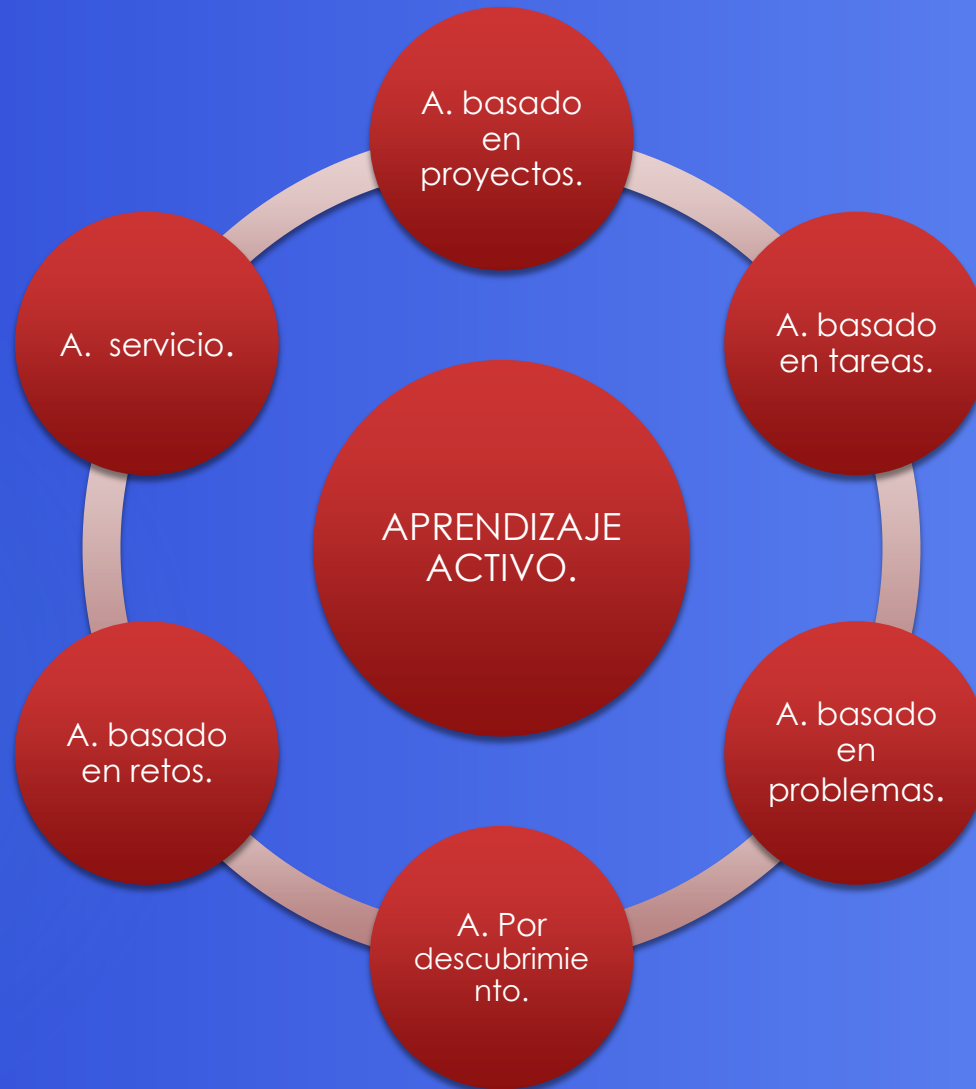 A. basado
en
proyectos.
A. basado
en tareas.
A. basado
en
problemas.
A. Por
descubrimie
nto.
A. basado
en retos.
A. servicio.
APRENDIZAJE
ACTIVO.